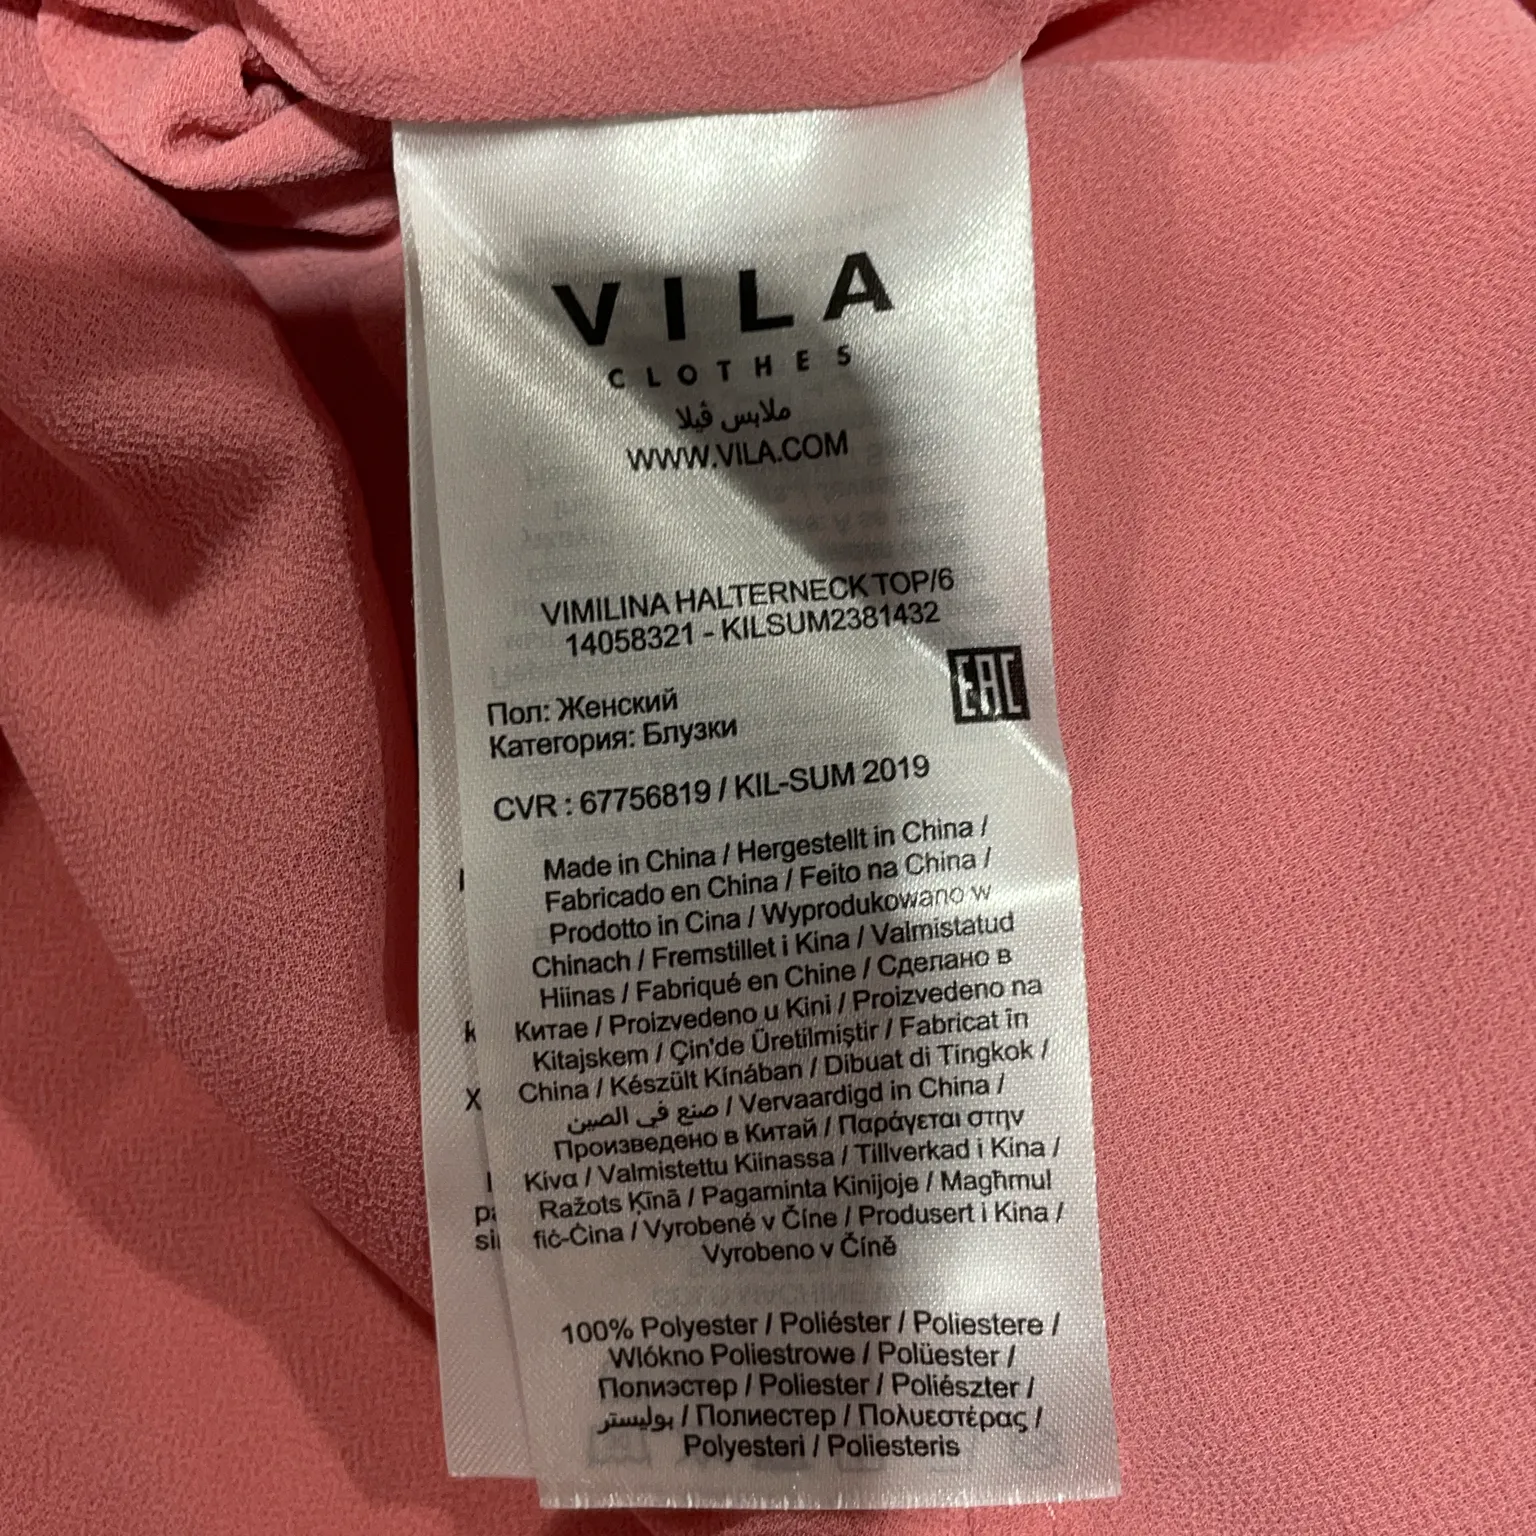 VILA
CLOTHES
ملابس ڤيلا
WWW.VILA.COM
VIMILINA HALTERNECK TOP/6
14058321 - KILSUM2381432
EAC
Пол: Женский
Категория: Блузки
CVR : 67756819 / KIL-SUM 2019
Made in China / Hergestellt in China /
Fabricado en China / Feito na China /
Prodotto in Cina / Wyprodukowano w
Chinach / Fremstillet i Kina / Valmistatud
Hiinas / Fabriqué en Chine / Сделано в
Китае / Proizvedeno u Kini / Proizvedeno na
Kitajskem / Çin'de Üretilmiştir / Fabricat în
China / Készült Kínában / Dibuat di Tingkok /
صنع في الصين / Vervaardigd in China /
Произведено в Китай / Παράγεται στην
Κίνα / Valmistettu Kiinassa / Tillverkad i Kina /
Ražots Ķīnā / Pagaminta Kinijoje / Magħmul
fiċ-Ċina / Vyrobené v Číne / Produsert i Kina /
Vyrobeno v Číně
100% Polyester / Poliéster / Poliestere /
Wlókno Poliestrowe / Polüester /
Полиэстер / Poliester / Poliészter /
بوليستر / Полиестер / Πολυεστέρας /
Polyesteri / Poliesteris